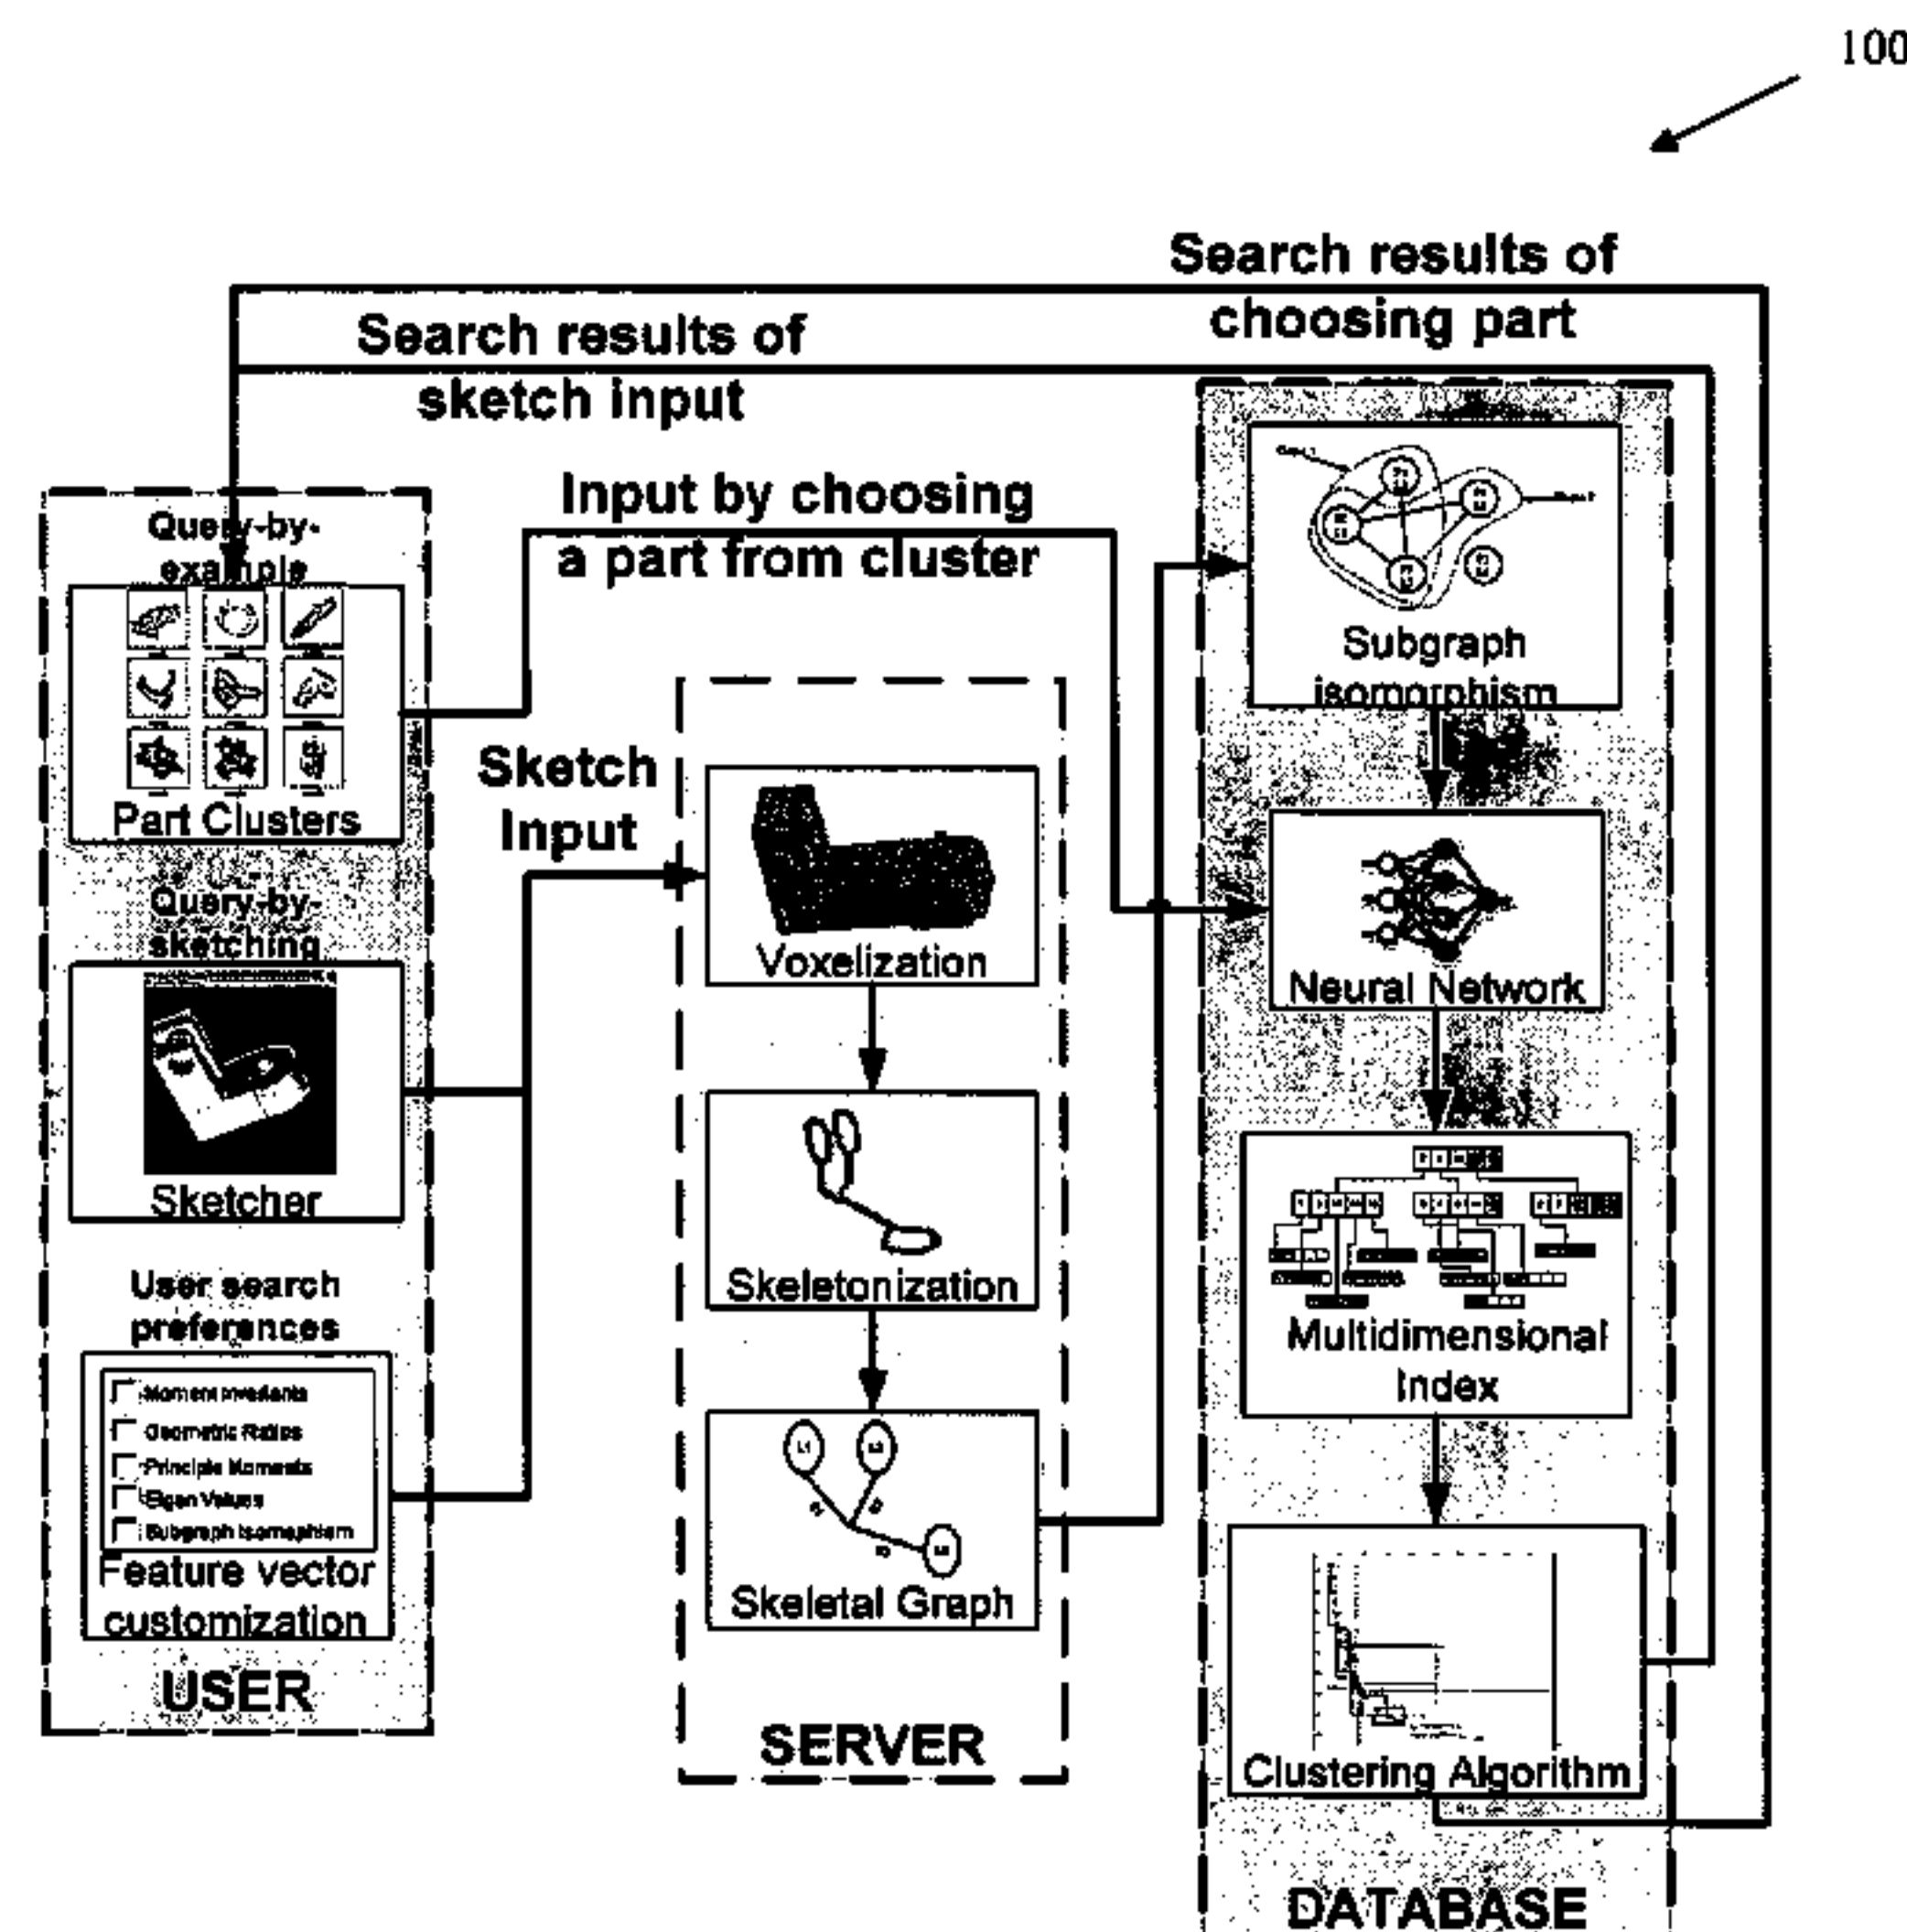 100
Search results of
choosing part
Search results of
sketch input
Input by choosing
a part from cluster
Query-by-
example
Part Clusters
Query-by-
sketching
Sketcher
User search
preferences
Moment Invariants
Geometric Ratios
Principle Moments
Eigen Values
Subgraph Isomophism
Feature vector
customization
USER
Sketch
Input
Voxelization
Skeletonization
L1
Skeletal Graph
SERVER
Subgraph
isomorphism
Neural Network
Multidimensional
Index
Clustering Algorithm
DATABASE